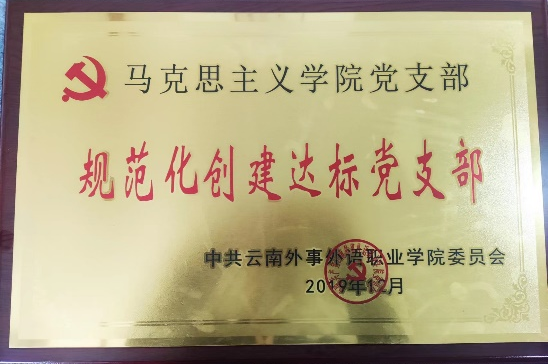 马克思主义学院党支部
规范化创建达标党支部
中共云南外事外语职业学院委员会
2019年12月